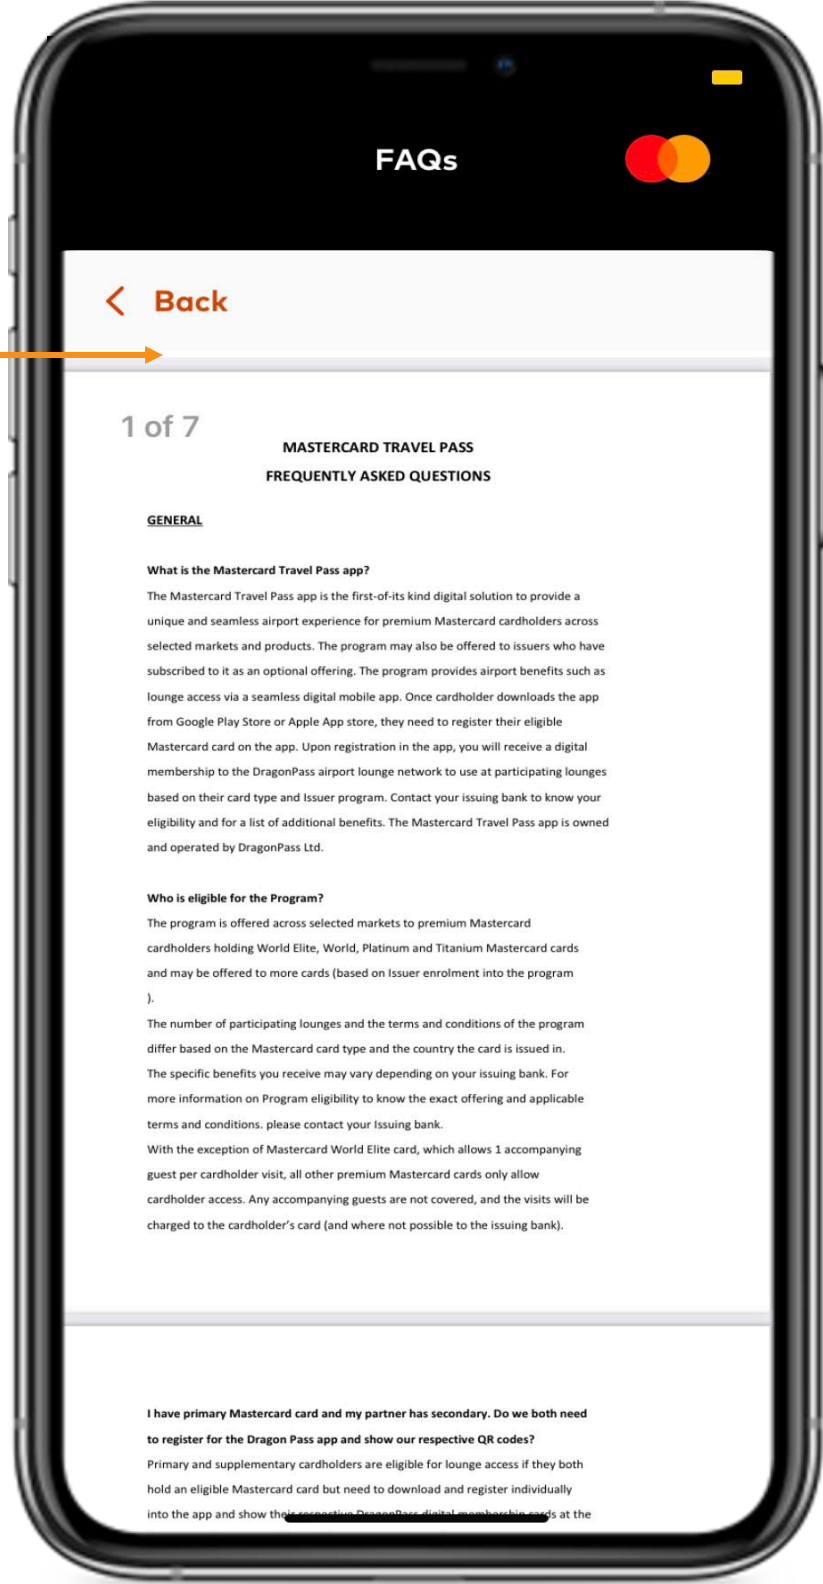 FAQs
Back
1 of 7
MASTERCARD TRAVEL PASS
FREQUENTLY ASKED QUESTIONS
GENERAL
What is the Mastercard Travel Pass app?
The Mastercard Travel Pass app is the first-of-its kind digital solution to provide a
unique and seamless airport experience for premium Mastercard cardholders across
selected markets and products. The program may also be offered to issuers who have
subscribed to it as an optional offering. The program provides airport benefits such as
lounge access via a seamless digital mobile app. Once cardholder downloads the app
from Google Play Store or Apple App store, they need to register their eligible
Mastercard card on the app. Upon registration in the app, you will receive a digital
membership to the DragonPass airport lounge network to use at participating lounges
based on their card type and Issuer program. Contact your issuing bank to know your
eligibility and for a list of additional benefits. The Mastercard Travel Pass app is owned
and operated by DragonPass Ltd.
Who is eligible for the Program?
The program is offered across selected markets to premium Mastercard
cardholders holding World Elite, World, Platinum and Titanium Mastercard cards
and may be offered to more cards (based on Issuer enrolment into the program
).
The number of participating lounges and the terms and conditions of the program
differ based on the Mastercard card type and the country the card is issued in.
The specific benefits you receive may vary depending on your issuing bank. For
more information on Program eligibility to know the exact offering and applicable
terms and conditions. please contact your Issuing bank.
With the exception of Mastercard World Elite card, which allows 1 accompanying
guest per cardholder visit, all other premium Mastercard cards only allow
cardholder access. Any accompanying guests are not covered, and the visits will be
charged to the cardholder's card (and where not possible to the issuing bank).
I have primary Mastercard card and my partner has secondary. Do we both need
to register for the Dragon Pass app and show our respective QR codes?
Primary and supplementary cardholders are eligible for lounge access if they both
hold an eligible Mastercard card but need to download and register individually
into the app and show their respective DragonPass digital membership cards at the